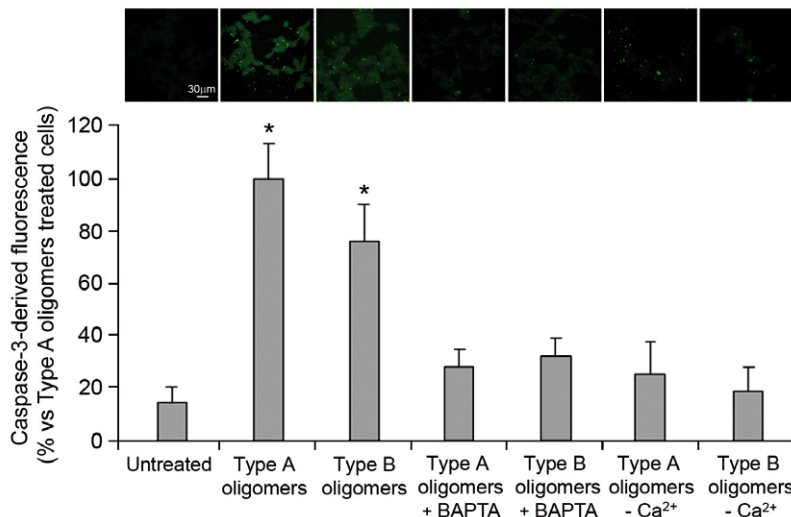 30μm
Caspase-3-derived fluorescence
(% vs Type A oligomers treated cells)
120
100
80
60
40
20
0
*
*
Untreated
Type A
oligomers
Type B
oligomers
Type A
oligomers
+ BAPTA
Type B
oligomers
+ BAPTA
Type A
oligomers
- Ca²⁺
Type B
oligomers
- Ca²⁺